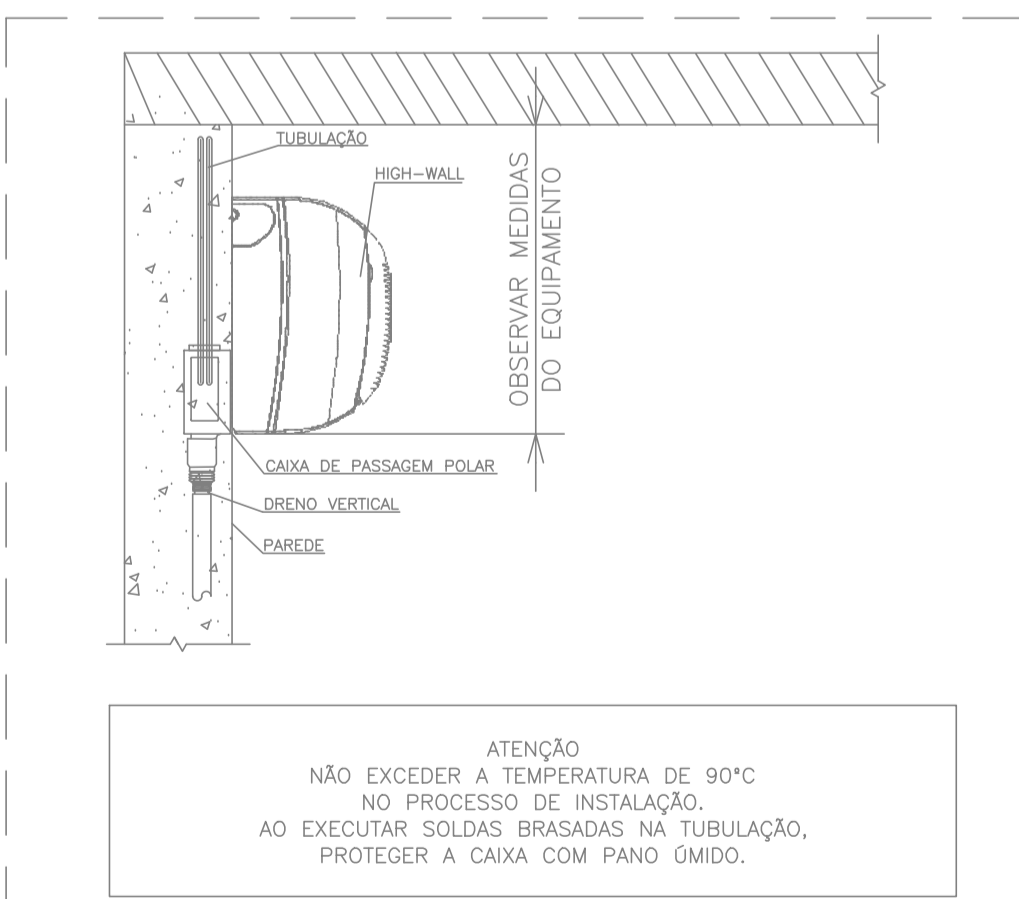 TUBULAÇÃO
HIGH-WALL
OBSERVAR MEDIDAS
DO EQUIPAMENTO
CAIXA DE PASSAGEM POLAR
DRENO VERTICAL
PAREDE
ATENÇÃO
NÃO EXCEDER A TEMPERATURA DE 90°C
NO PROCESSO DE INSTALAÇÃO.
AO EXECUTAR SOLDAS BRASADAS NA TUBULAÇÃO,
PROTEGER A CAIXA COM PANO ÚMIDO.